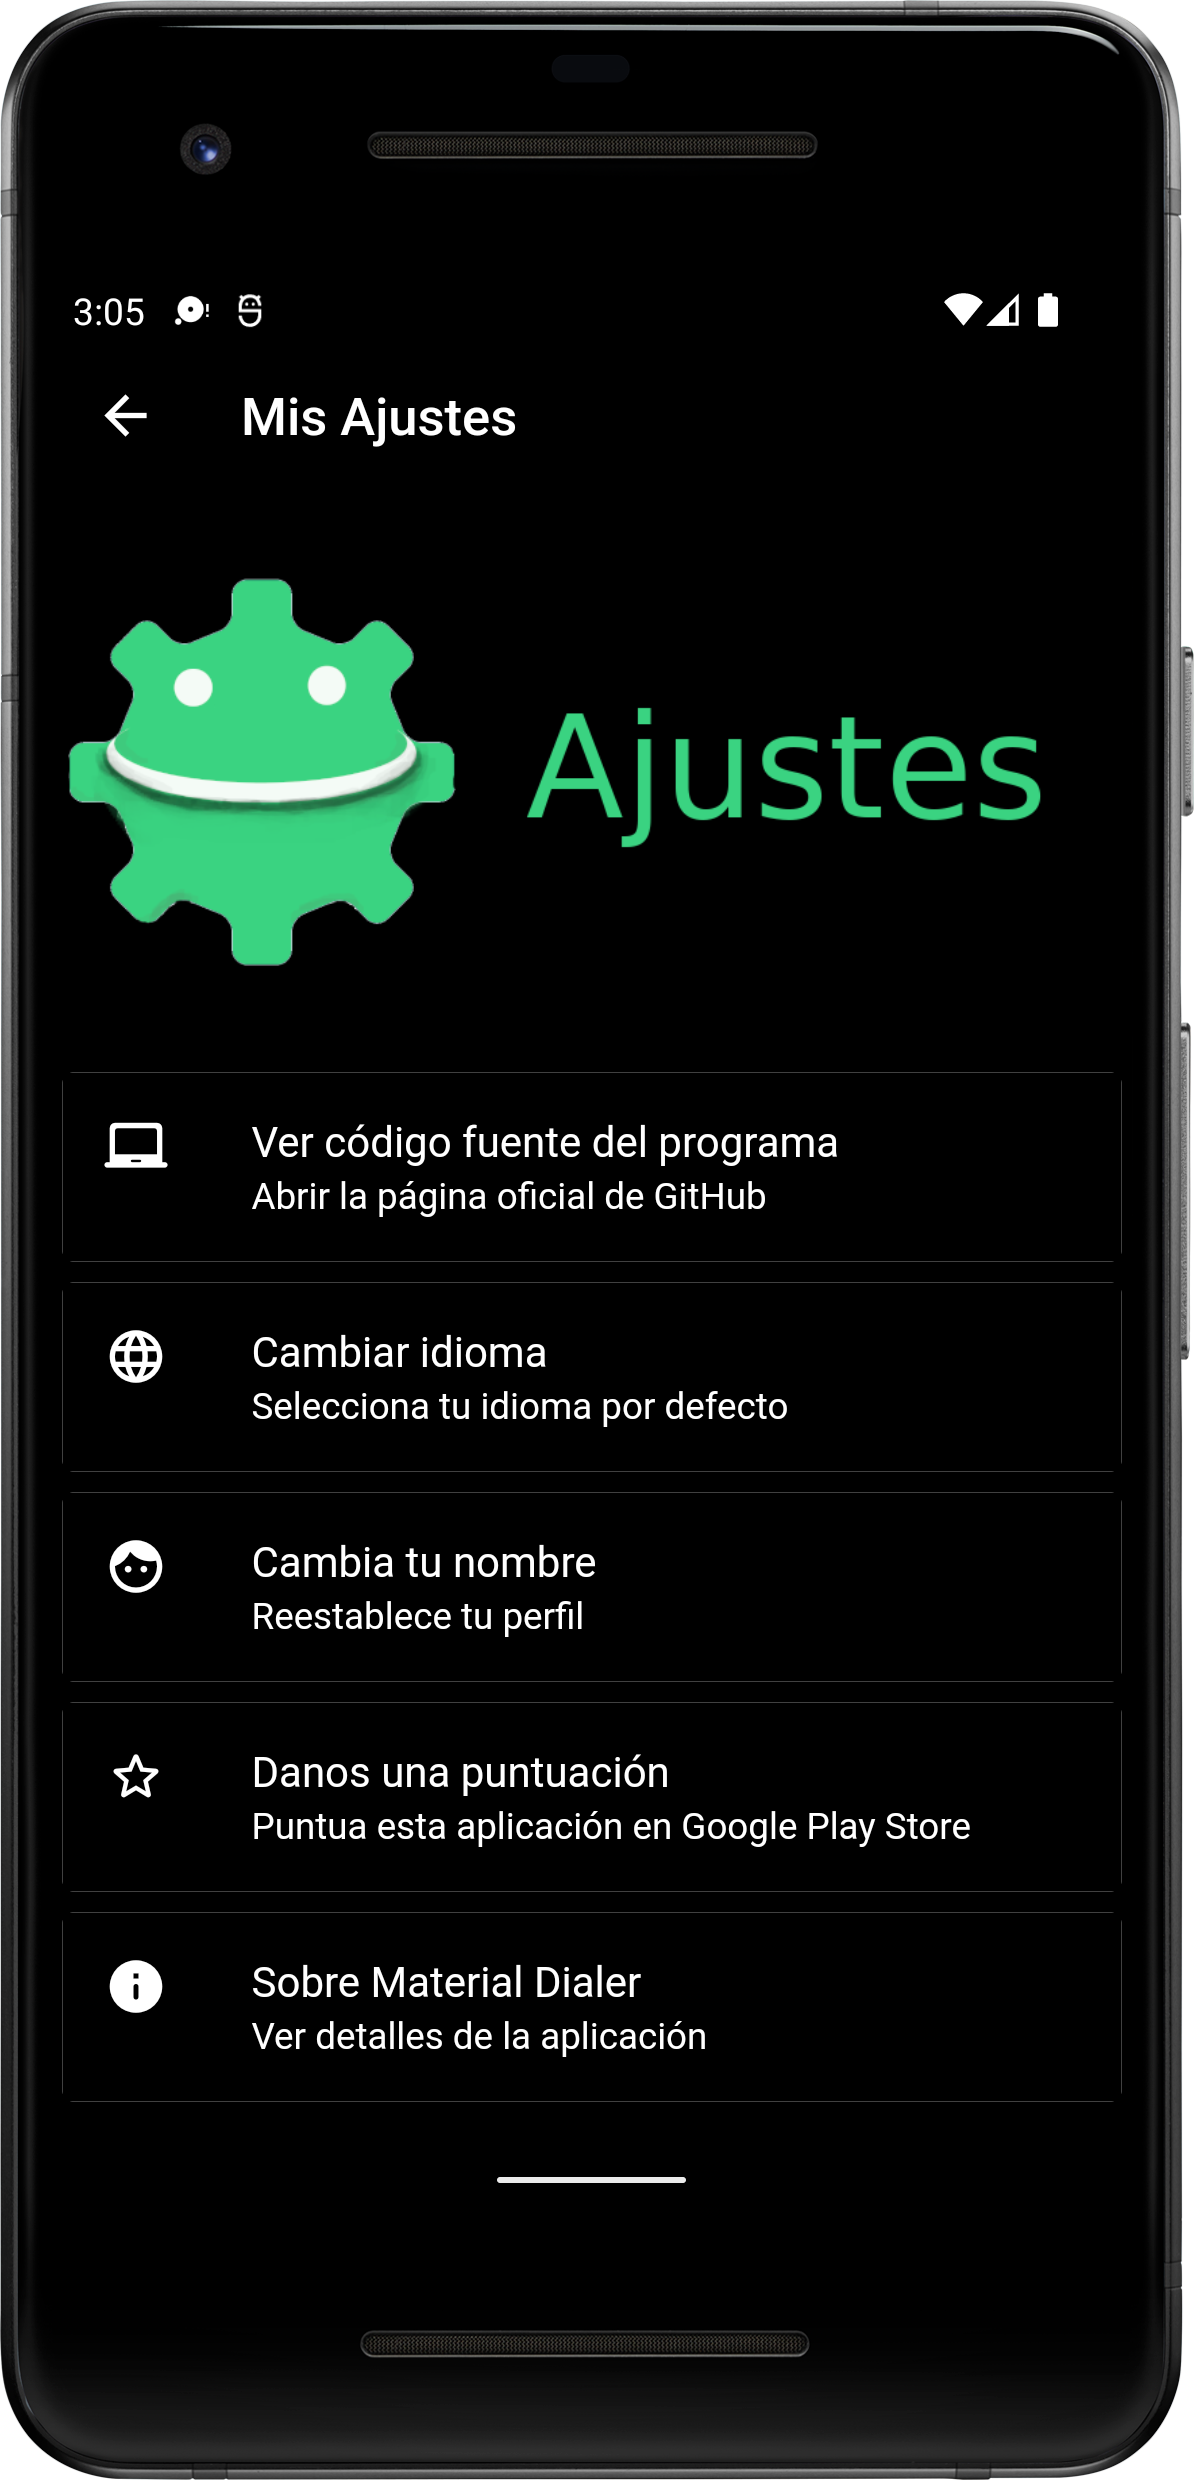 3:05
Mis Ajustes
Ajustes
Ver código fuente del programa
Abrir la página oficial de GitHub
Cambiar idioma
Selecciona tu idioma por defecto
Cambia tu nombre
Reestablece tu perfil
Danos una puntuación
Puntua esta aplicación en Google Play Store
Sobre Material Dialer
Ver detalles de la aplicación